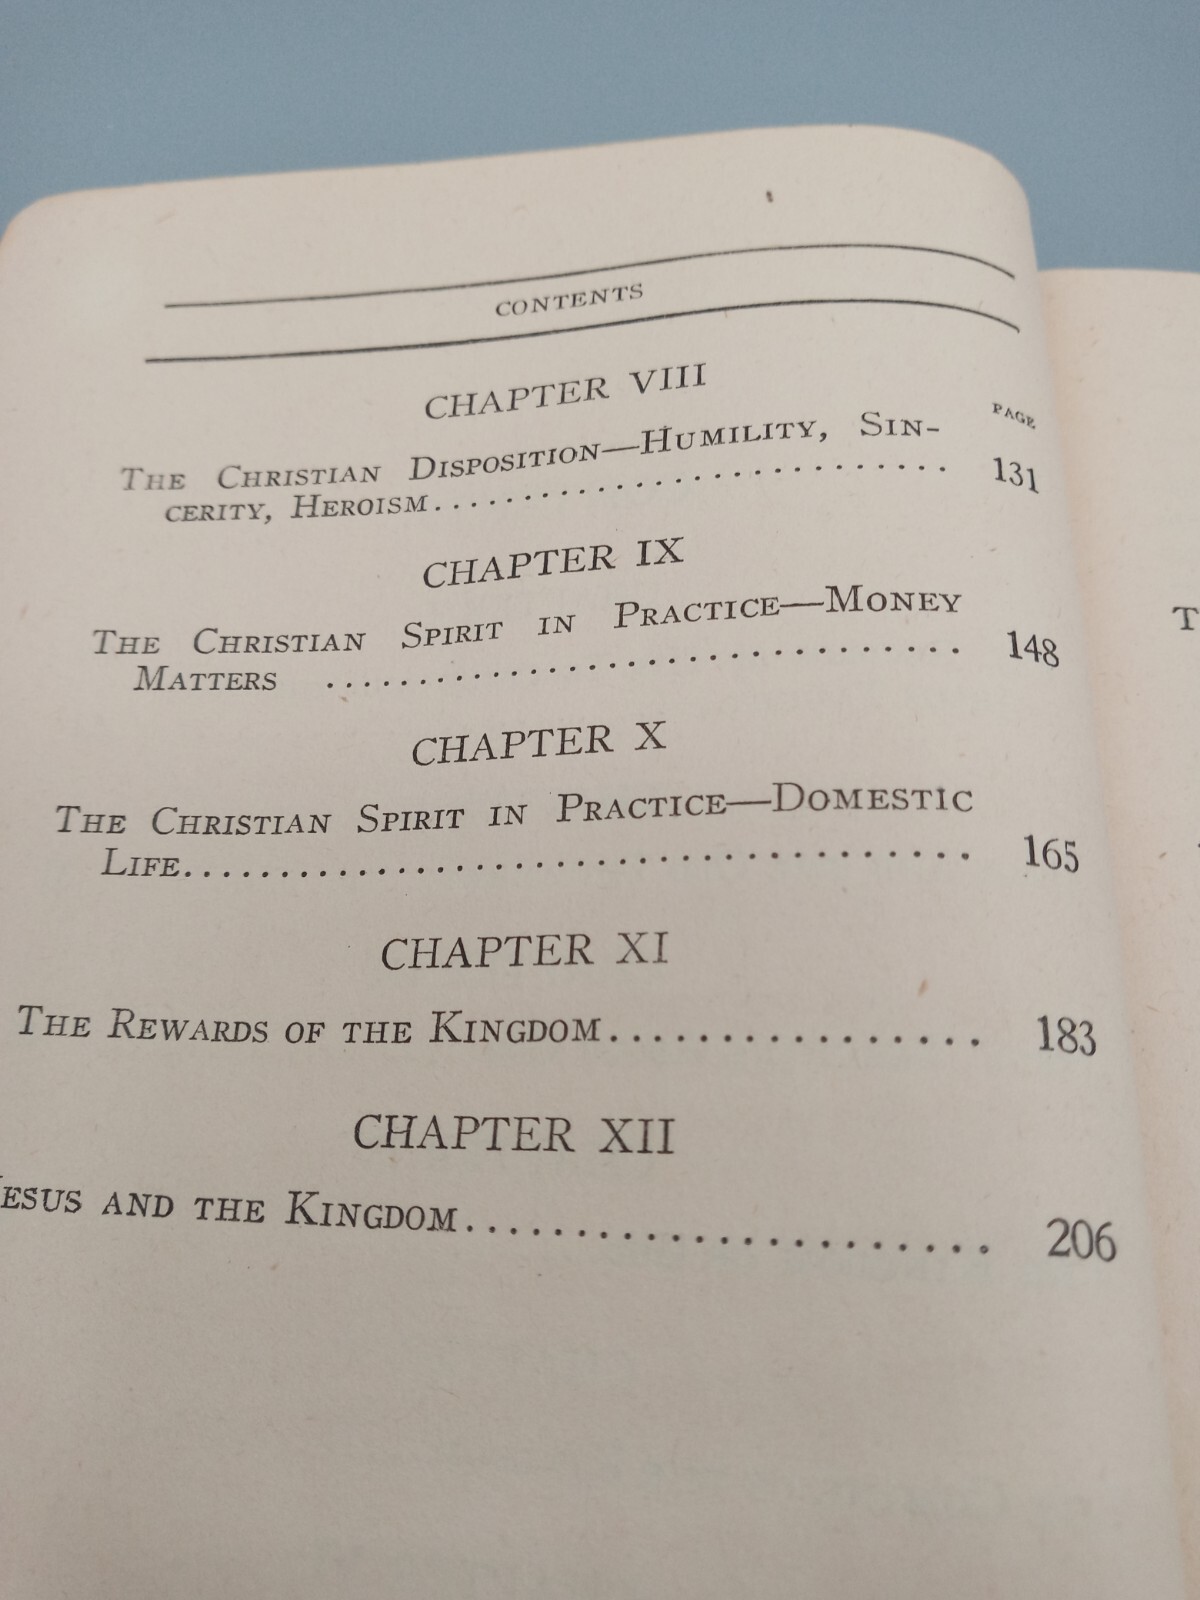 CONTENTS
CHAPTER VIII
PAGE
The Christian Disposition—Humility, Sin-
cerity, Heroism........................ 131
CHAPTER IX
The Christian Spirit in Practice—Money
Matters ............................ 148
CHAPTER X
The Christian Spirit in Practice—Domestic
Life.................................. 165
CHAPTER XI
The Rewards of the Kingdom................ 183
CHAPTER XII
Jesus and the Kingdom...................... 206
T